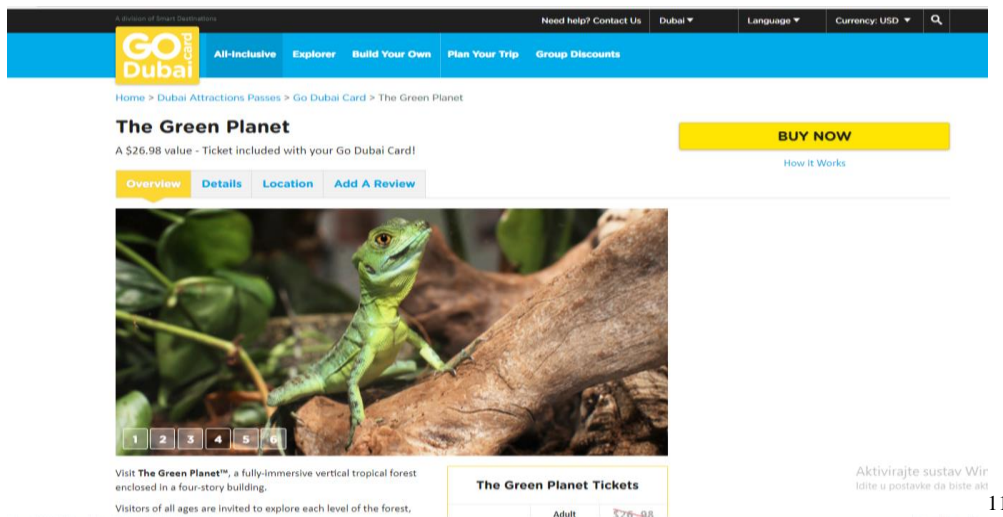 A division of Smart Destinations
Need help? Contact Us Dubai ▾ Language ▾ Currency: USD ▾
GO Dubai.card
All-Inclusive Explorer Build Your Own Plan Your Trip Group Discounts
Home > Dubai Attractions Passes > Go Dubai Card > The Green Planet
The Green Planet
A $26.98 value - Ticket included with your Go Dubai Card!
BUY NOW
How it Works
Overview Details Location Add A Review
1 2 3 4 5 6
Visit The Green Planet™, a fully-immersive vertical tropical forest
enclosed in a four-story building.
Visitors of all ages are invited to explore each level of the forest,
The Green Planet Tickets
Adult $26.98
Aktivirajte sustav Win
Idite u postavke da biste akt
11